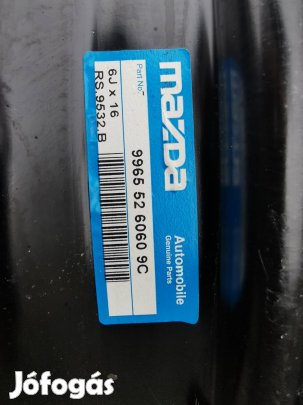 mazda
Automobile
Genuine Parts
Part No.
9965 52 6060 9C
6J x 16
RS.9532.B
Jófogás